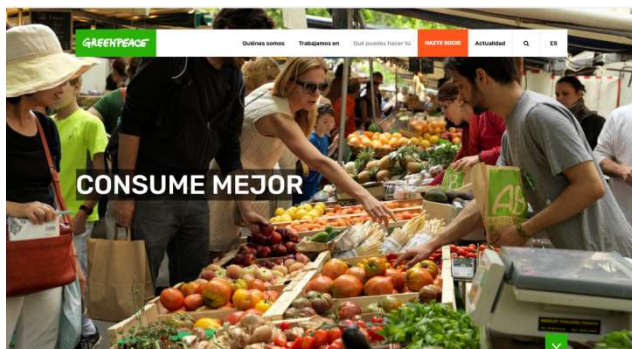 GREENPEACE
Quiénes somos Trabajamos en Qué puedes hacer tú HAZTE SOCIO Actualidad ES
CONSUME MEJOR
AB